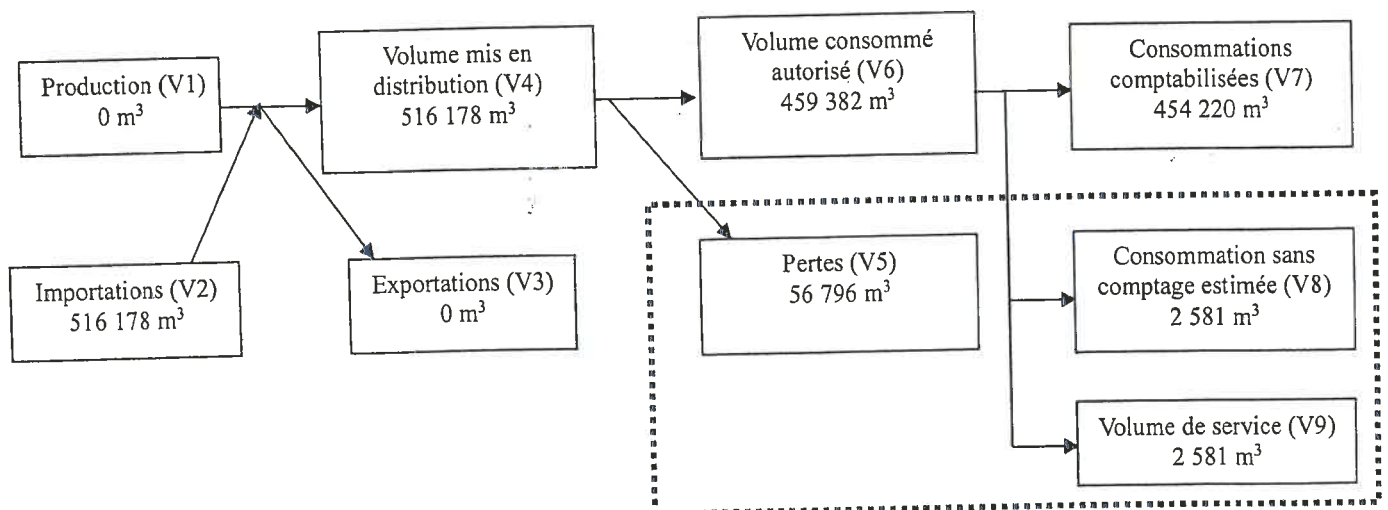 Production (V1)
0 m³
Volume mis en
distribution (V4)
516 178 m³
Volume consommé
autorisé (V6)
459 382 m³
Consommations
comptabilisées (V7)
454 220 m³
Importations (V2)
516 178 m³
Exportations (V3)
0 m³
Pertes (V5)
56 796 m³
Consommation sans
comptage estimée (V8)
2 581 m³
Volume de service (V9)
2 581 m³